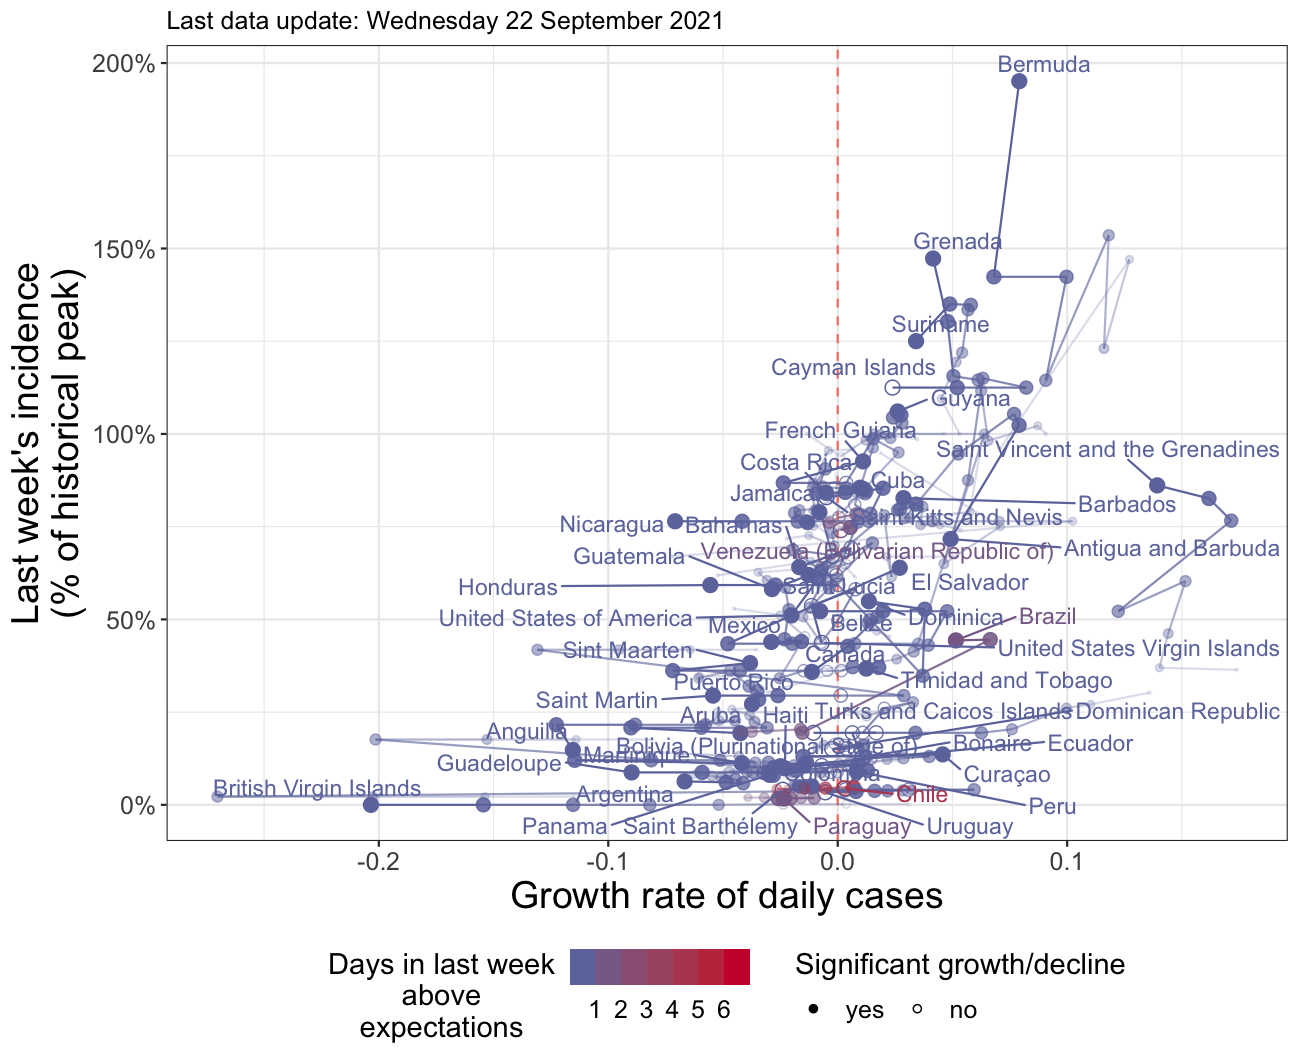 Last data update: Wednesday 22 September 2021
200%
150%
100%
50%
0%
Last week's incidence
(% of historical peak)
Bermuda
Grenada
Suriname
Cayman Islands
Guyana
French Guiana
Saint Vincent and the Grenadines
Costa Rica
Cuba
Jamaica
Barbados
Nicaragua
Bahamas
Saint Kitts and Nevis
Guatemala
Venezuela (Bolivarian Republic of)
Antigua and Barbuda
Honduras
Saint Lucia
El Salvador
United States of America
Mexico
Belize
Dominica
Brazil
Sint Maarten
Canada
United States Virgin Islands
Puerto Rico
Trinidad and Tobago
Saint Martin
Aruba
Haiti
Turks and Caicos Islands
Dominican Republic
Anguilla
Martinique
Bolivia (Plurinational State of)
Bonaire
Ecuador
Guadeloupe
Colombia
Curaçao
British Virgin Islands
Argentina
Chile
Peru
Panama
Saint Barthélemy
Paraguay
Uruguay
-0.2
-0.1
0.0
0.1
Growth rate of daily cases
Days in last week
above
expectations
1 2 3 4 5 6
Significant growth/decline
yes
no